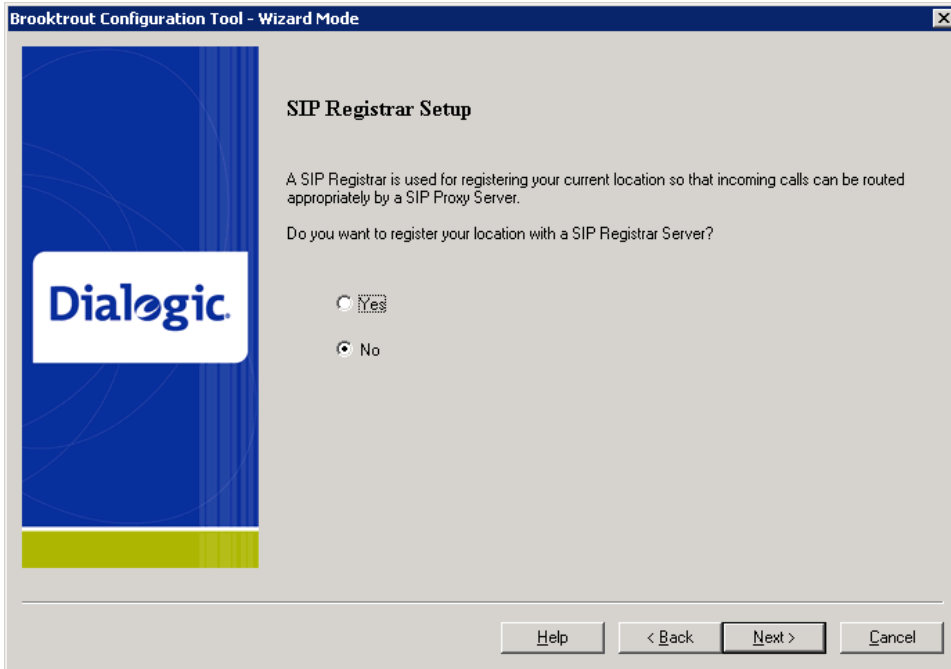 Brooktrout Configuration Tool - Wizard Mode
SIP Registrar Setup
A SIP Registrar is used for registering your current location so that incoming calls can be routed
appropriately by a SIP Proxy Server.
Do you want to register your location with a SIP Registrar Server?
Dialogic.
Yes
No
Help
< Back
Next >
Cancel